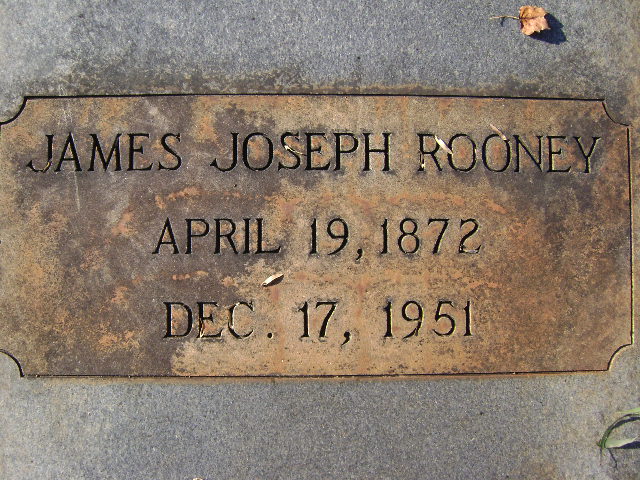 JAMES JOSEPH ROONEY
APRIL 19, 1872
DEC. 17, 1951